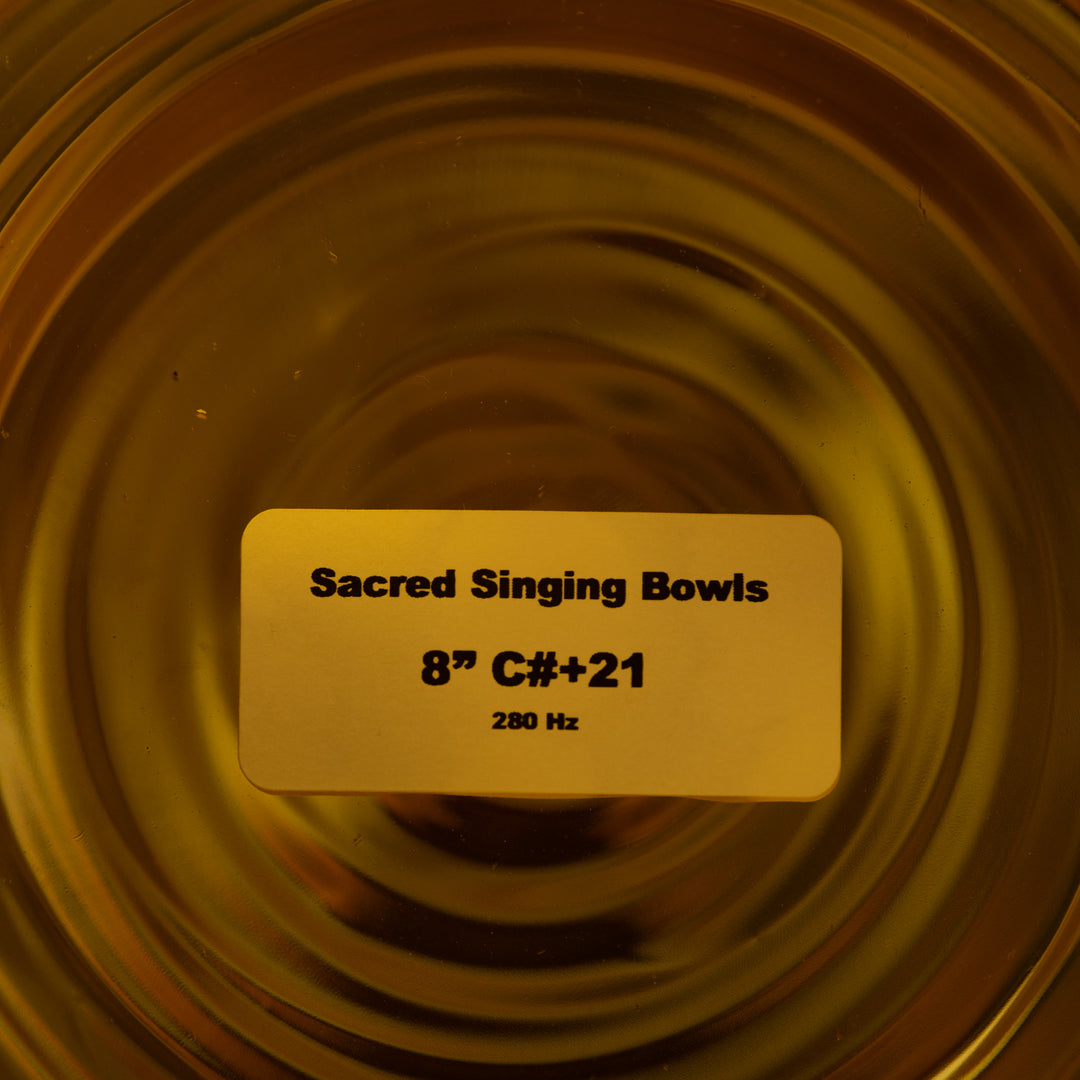 Sacred Singing Bowls
8” C#+21
280 Hz